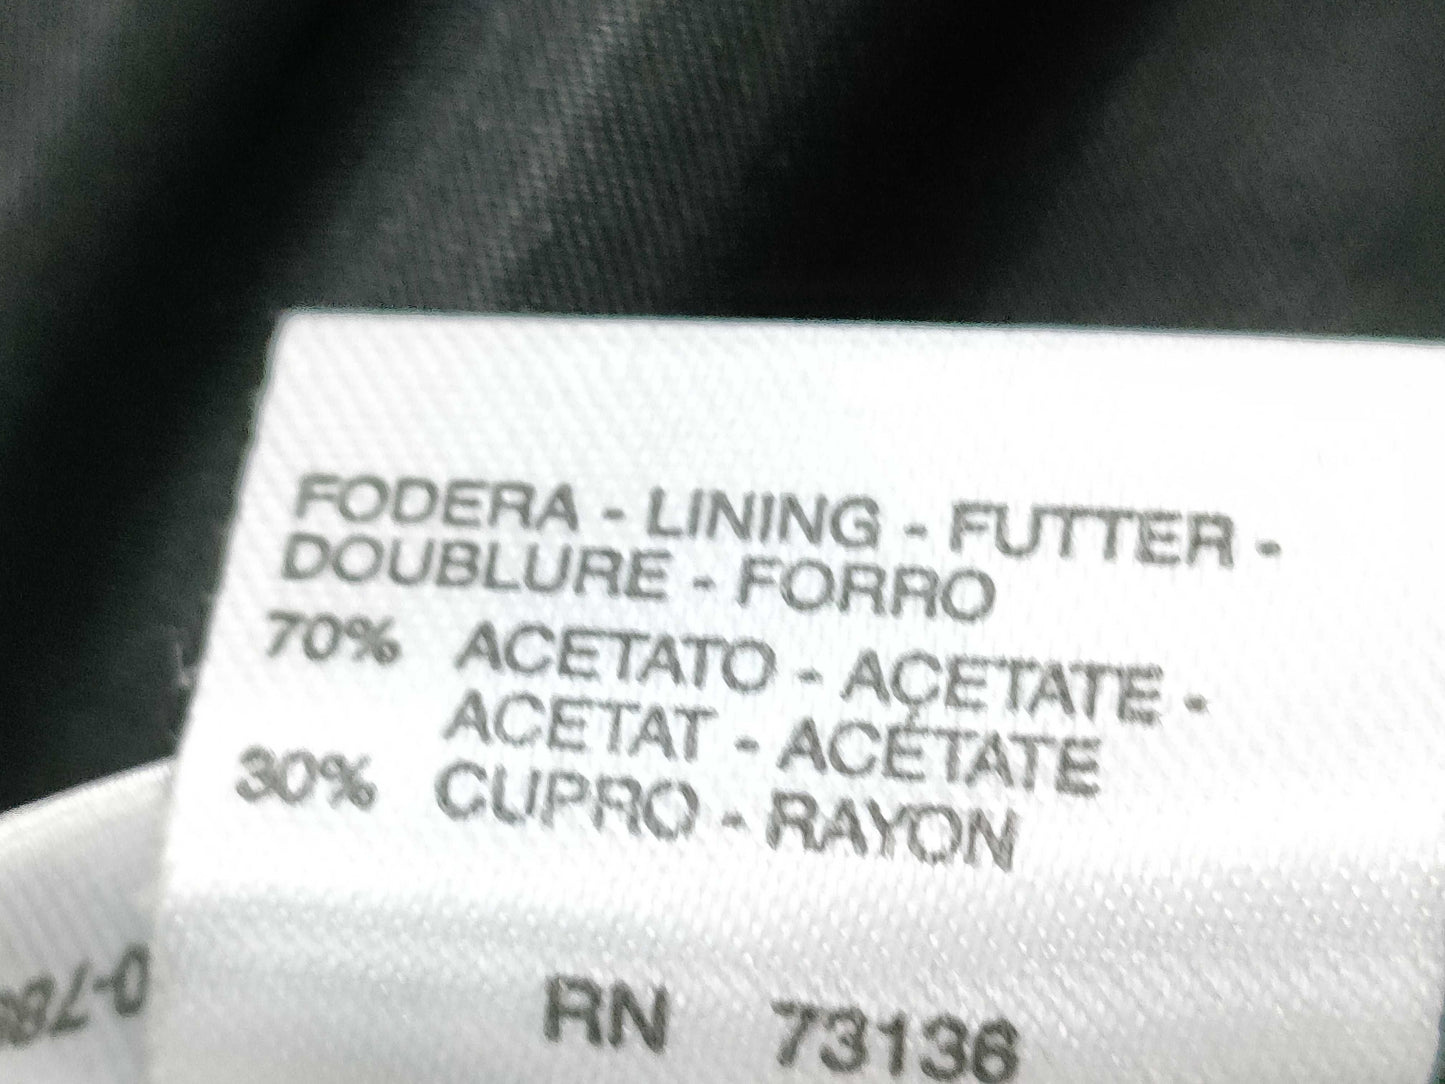 FODERA - LINING - FUTTER -
DOUBLURE - FORRO
70% ACETATO - ACETATE -
ACETAT - ACÉTATE
30% CUPRO - RAYON
RN 73136